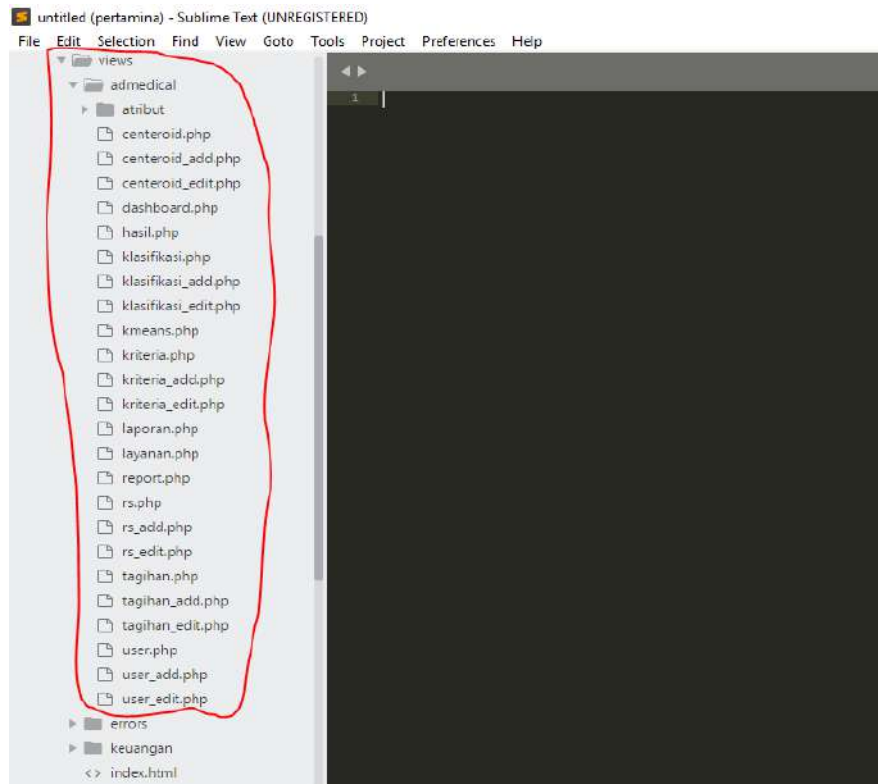 untitled (pertamina) - Sublime Text (UNREGISTERED)
File Edit Selection Find View Goto Tools Project Preferences Help
views
admedical
atribut
centeroid.php
centeroid_add.php
centeroid_edit.php
dashboard.php
hasil.php
klasifikasi.php
klasifikasi_add.php
klasifikasi_edit.php
kmeans.php
kriteria.php
kriteria_add.php
kriteria_edit.php
laporan.php
layanan.php
report.php
rs.php
rs_add.php
rs_edit.php
tagihan.php
tagihan_add.php
tagihan_edit.php
user.php
user_add.php
user_edit.php
errors
keuangan
<> index.html
1